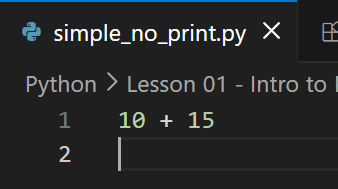 simple_no_print.py
Python > Lesson 01 - Intro to
1 10 + 15
2